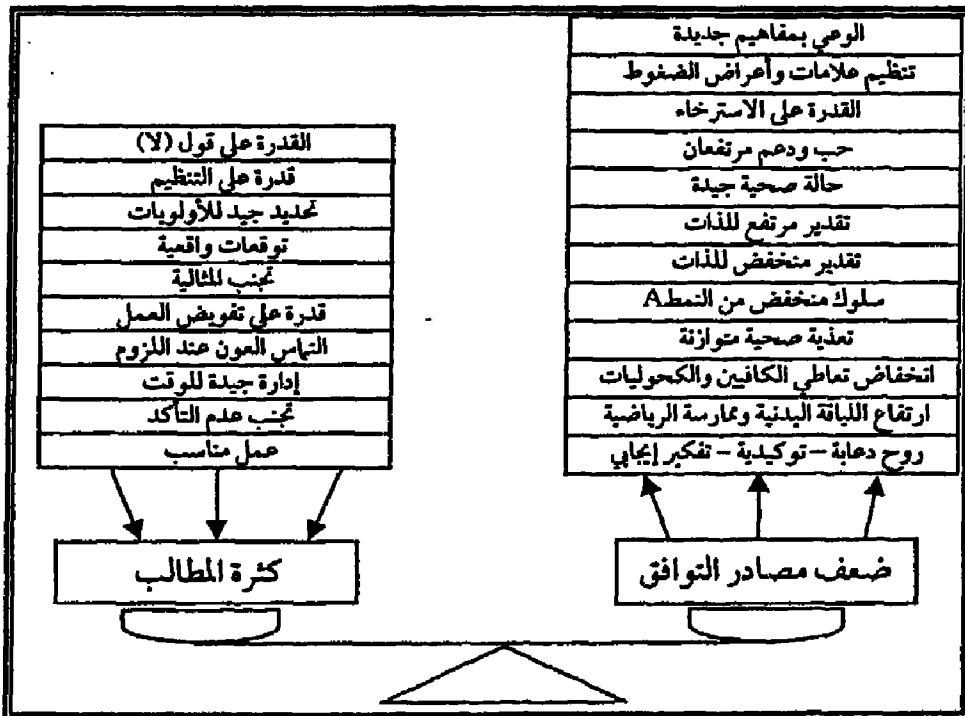 الوعي بمفاهيم جديدة
تنظيم علامات وأعراض الضغوط
القدرة على الاسترخاء
حب ودعم مرتفعان
حالة صحية جيدة
تقدير مرتفع للذات
تقدير منخفض للذات
سلوك منخفض من النمط A
تعذية صحية متوازنة
انخفاض تعاطي الكافيين والكحوليات
ارتفاع اللياقة البدنية وممارسة الرياضية
روح دعابة – توكيدية – تفكير إيجابي
ضعف مصادر التوافق
القدرة على قول (لا)
قدرة على التنظيم
تحديد جيد للأولويات
توقعات واقعية
تجنب المثالية
قدرة على تفويض العمل
التماس العون عند اللزوم
إدارة جيدة للوقت
تجنب عدم التأكد
عمل مناسب
كثرة المطالب